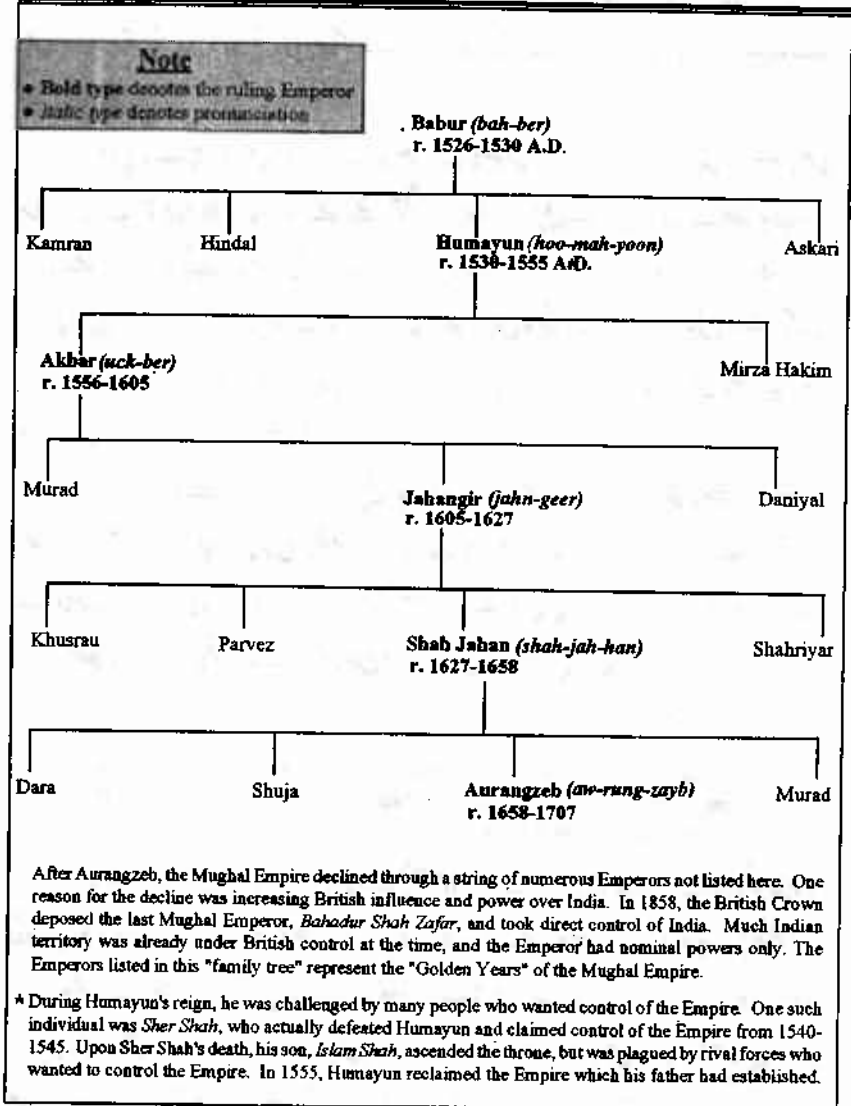 Note
• Bold type denotes the ruling Emperor
• Italic type denotes pronunciation
. Babur (bah-ber)
r. 1526-1530 A.D.
Kamran Hindal Humayun (hoo-mah-yoon) Askari
r. 1530-1555 A.D.
Akbar (uck-ber) Mirza Hakim
r. 1556-1605
Murad Jahangir (jahn-geer) Daniyal
r. 1605-1627
Khusrau Parvez Shah Jahan (shah-jah-han) Shahriyar
r. 1627-1658
Dara Shuja Aurangzeb (aw-rung-zayb) Murad
r. 1658-1707
After Aurangzeb, the Mughal Empire declined through a string of numerous Emperors not listed here. One
reason for the decline was increasing British influence and power over India. In 1858, the British Crown
deposed the last Mughal Emperor, Bahadur Shah Zafar, and took direct control of India. Much Indian
territory was already under British control at the time, and the Emperor had nominal powers only. The
Emperors listed in this "family tree" represent the "Golden Years" of the Mughal Empire.
* During Humayun's reign, he was challenged by many people who wanted control of the Empire. One such
individual was Sher Shah, who actually defeated Humayun and claimed control of the Empire from 1540-
1545. Upon Sher Shah's death, his son, Islam Shah, ascended the throne, but was plagued by rival forces who
wanted to control the Empire. In 1555, Humayun reclaimed the Empire which his father had established.